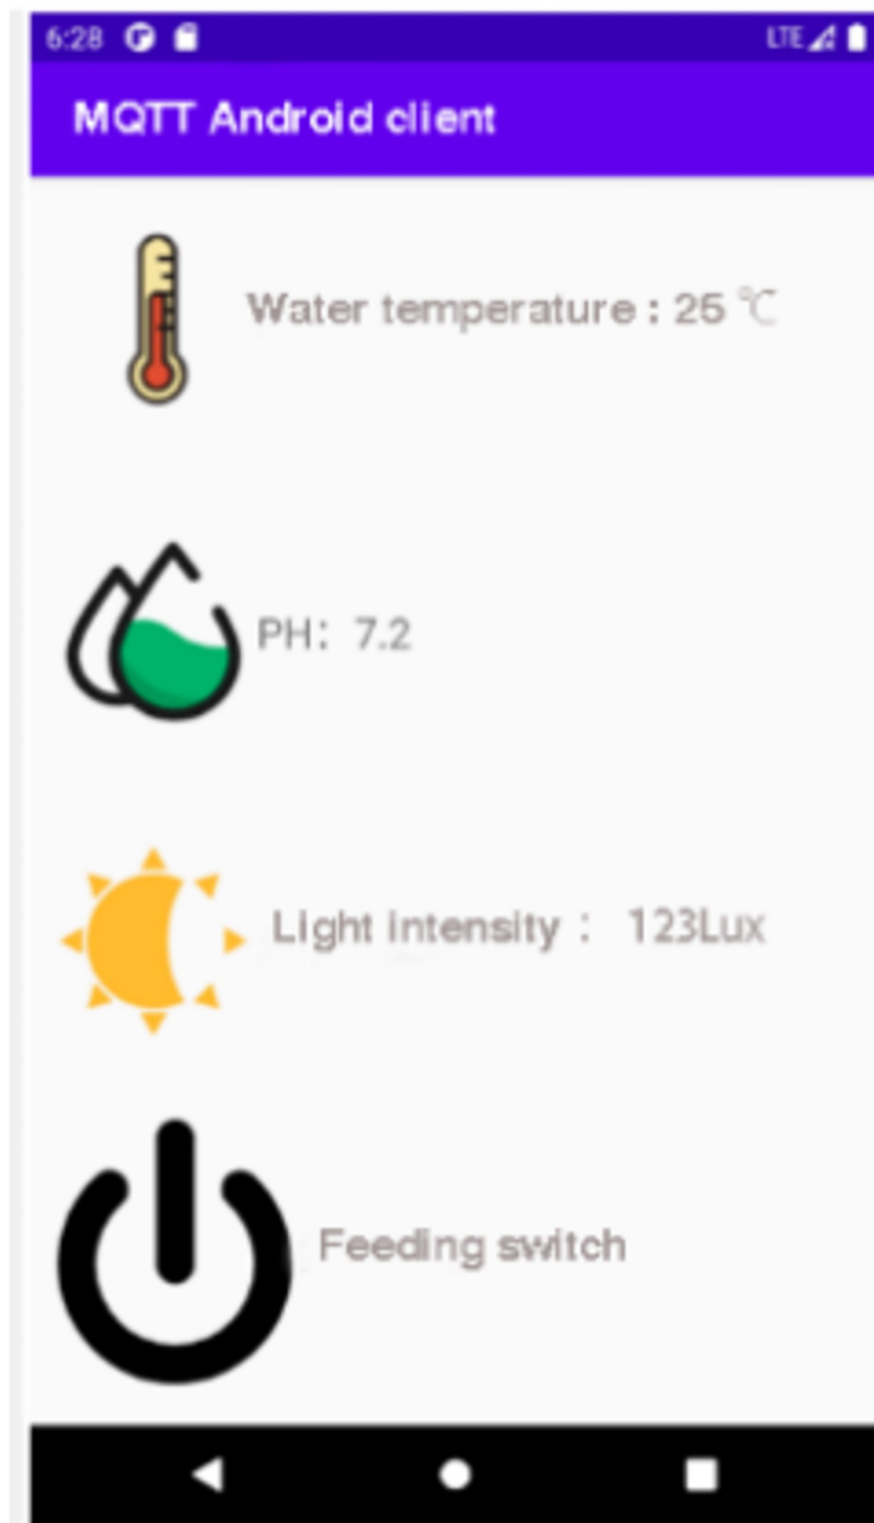 6:28 LTE
MQTT Android client
Water temperature : 25 ℃
PH： 7.2
Light intensity： 123Lux
Feeding switch